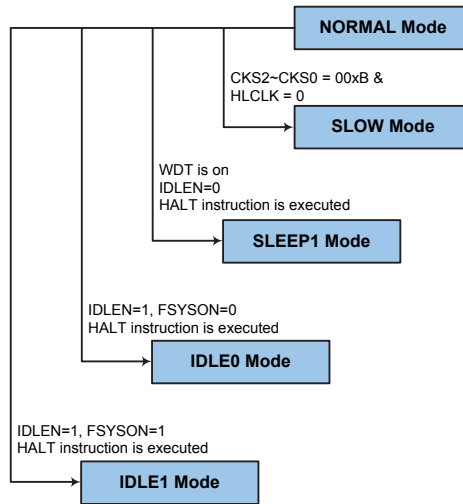 NORMAL Mode
CKS2~CKS0 = 00xB &
HLCLK = 0
SLOW Mode
WDT is on
IDLEN=0
HALT instruction is executed
SLEEP1 Mode
IDLEN=1, FSYSON=0
HALT instruction is executed
IDLE0 Mode
IDLEN=1, FSYSON=1
HALT instruction is executed
IDLE1 Mode